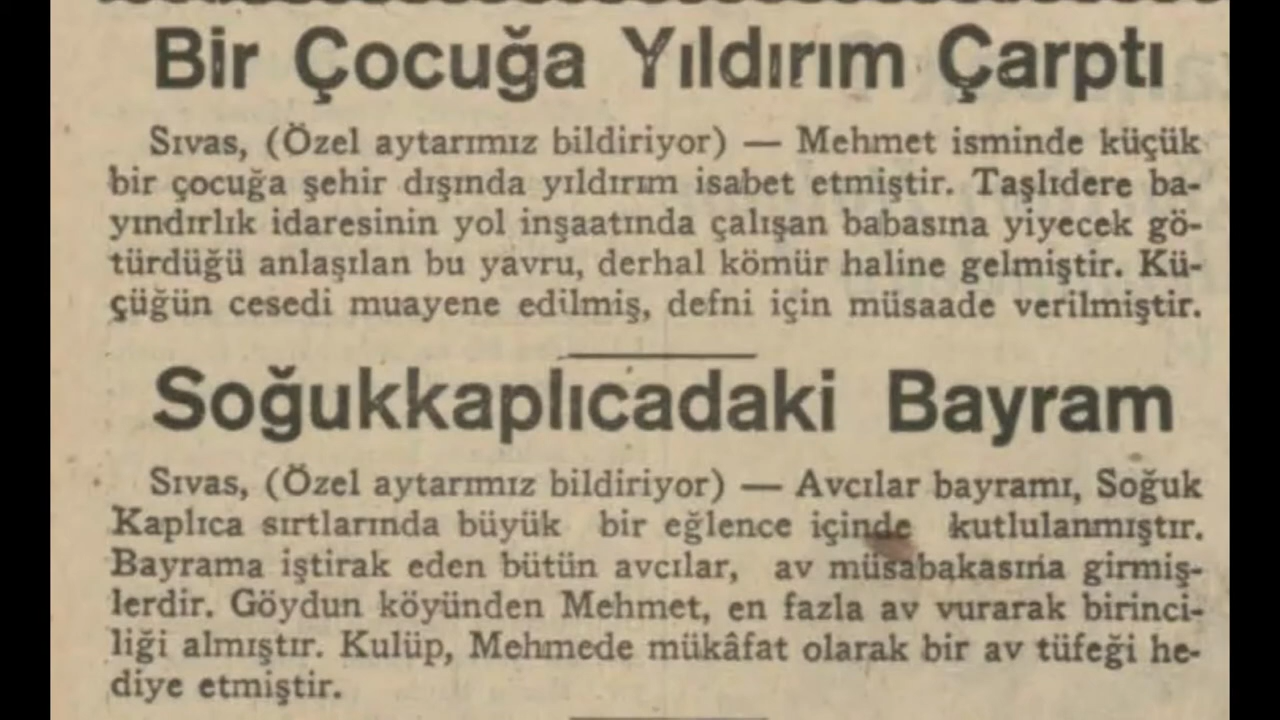 Bir Çocuğa Yıldırım Çarptı
Sıvas, (Özel aytarımız bildiriyor) — Mehmet isminde küçük
bir çocuğa şehir dışında yıldırım isabet etmiştir. Taşlıdere ba-
yındırlık idaresinin yol inşaatında çalışan babasına yiyecek gö-
türdüğü anlaşılan bu yavru, derhal kömür haline gelmiştir. Kü-
çüğün cesedi muayene edilmiş, defni için müsaade verilmiştir.
Soğukkaplıcadaki Bayram
Sıvas, (Özel aytarımız bildiriyor) — Avcılar bayramı, Soğuk
Kaplıca sırtlarında büyük bir eğlence içinde kutlulanmıştır.
Bayrama iştirak eden bütün avcılar, av müsabakasına girmiş-
lerdir. Göydun köyünden Mehmet, en fazla av vurarak birinci-
liği almıştır. Kulüp, Mehmede mükâfat olarak bir av tüfeği he-
diye etmiştir.